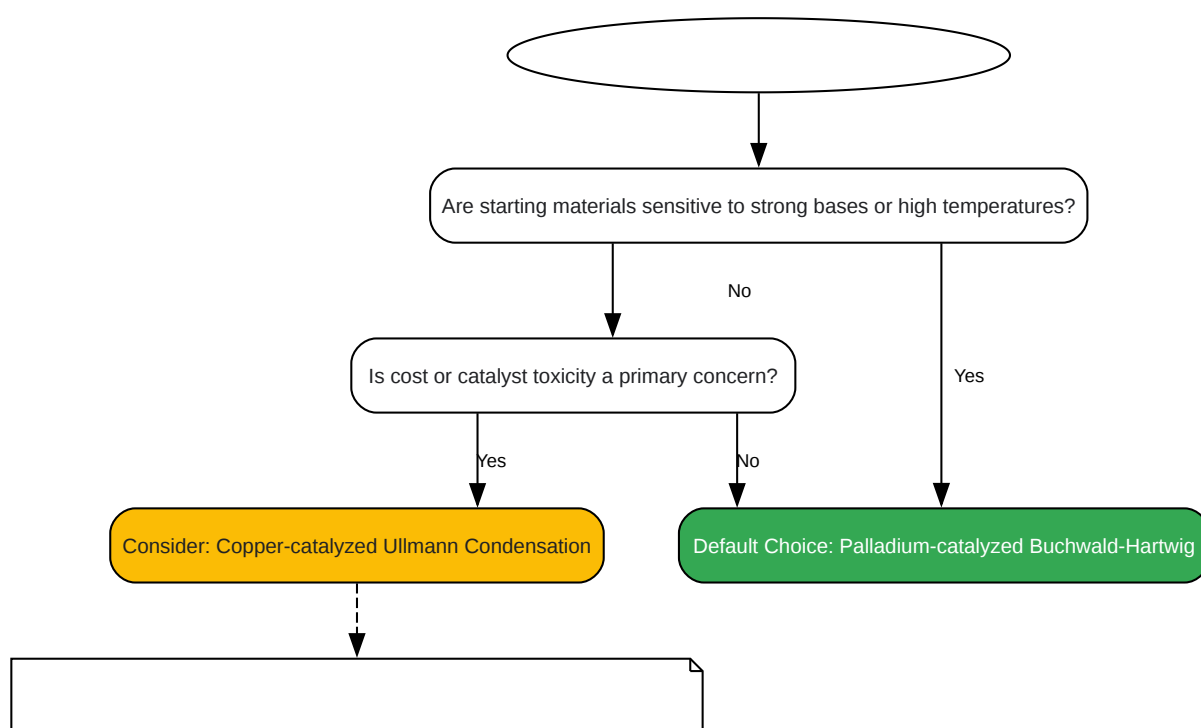 Are starting materials sensitive to strong bases or high temperatures?
No
Is cost or catalyst toxicity a primary concern?
Yes
Yes
No
Consider: Copper-catalyzed Ullmann Condensation
Default Choice: Palladium-catalyzed Buchwald-Hartwig